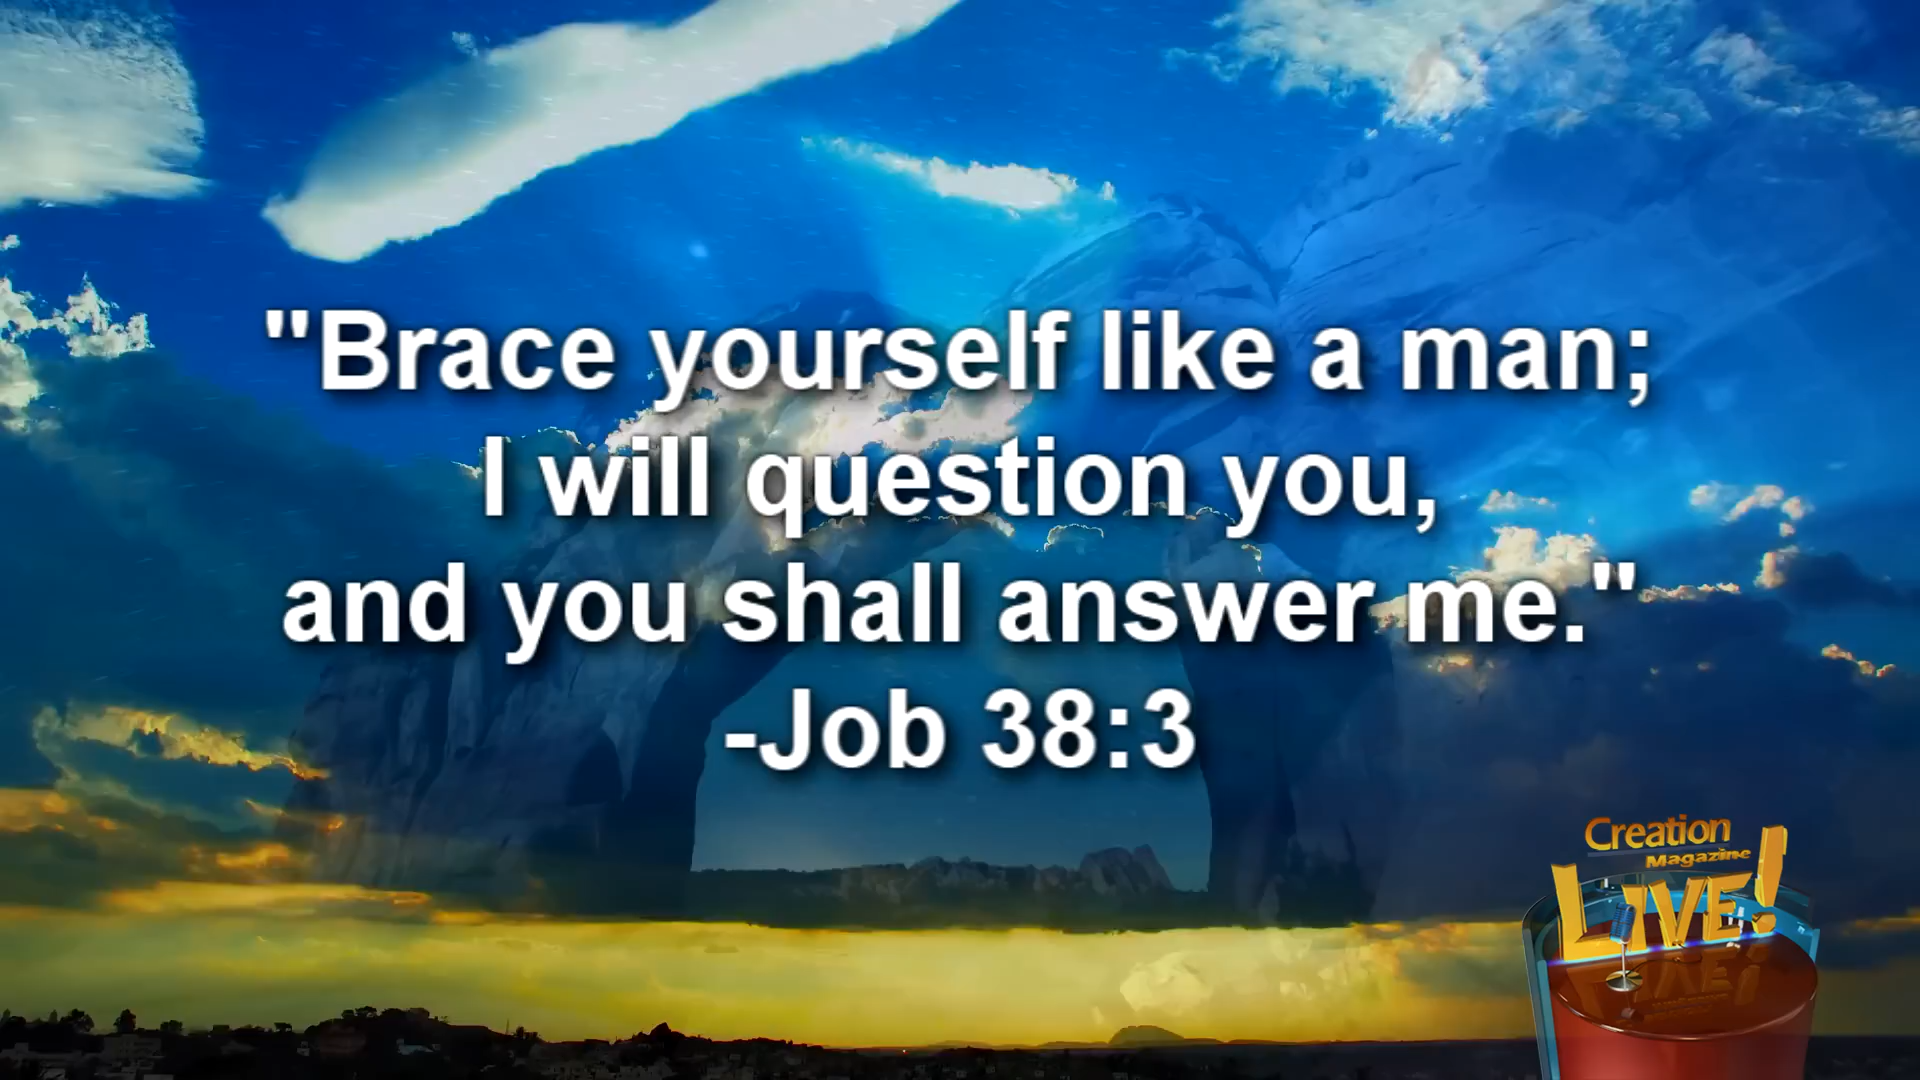 "Brace yourself like a man;
I will question you,
and you shall answer me."
-Job 38:3
Creation
Magazine
LIVE!